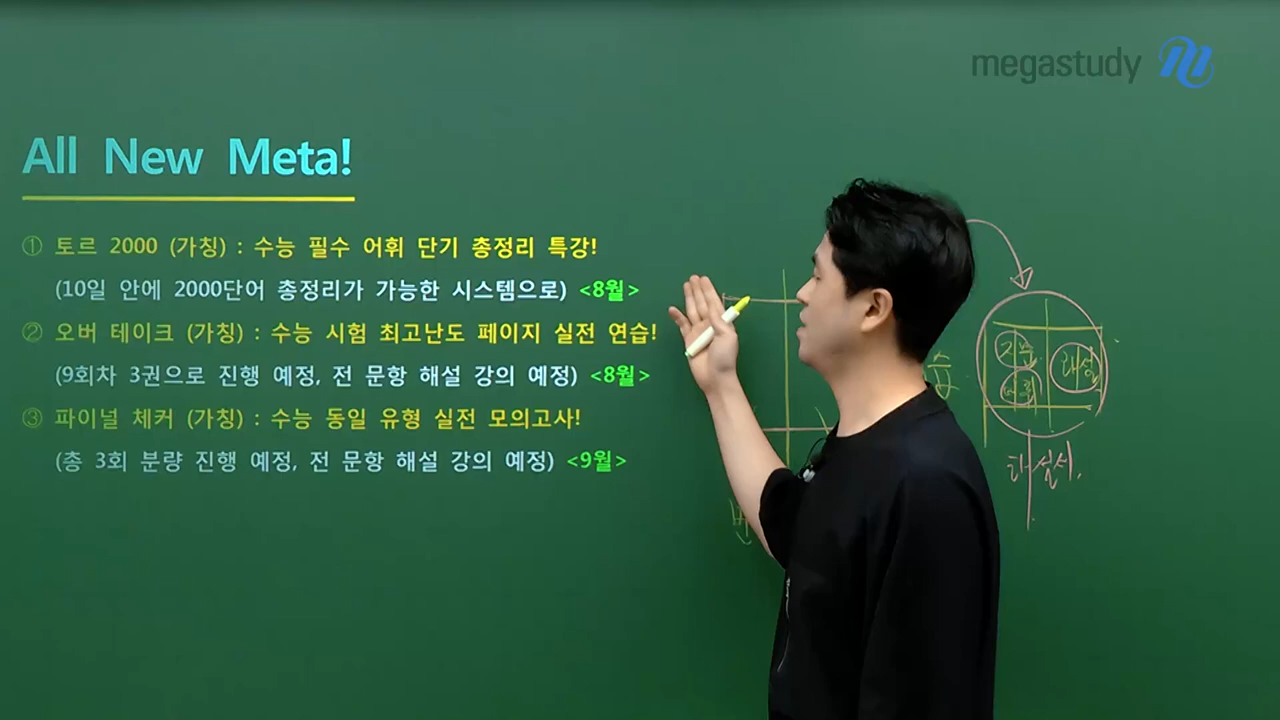 megastudy
All New Meta!
① 토르 2000 (가칭) : 수능 필수 어휘 단기 총정리 특강!
(10일 안에 2000단어 총정리가 가능한 시스템으로) <8월>
② 오버 테이크 (가칭) : 수능 시험 최고난도 페이지 실전 연습!
(9회차 3권으로 진행 예정, 전 문항 해설 강의 예정) <8월>
③ 파이널 체커 (가칭) : 수능 동일 유형 실전 모의고사!
(총 3회 분량 진행 예정, 전 문항 해설 강의 예정) <9월>
해설